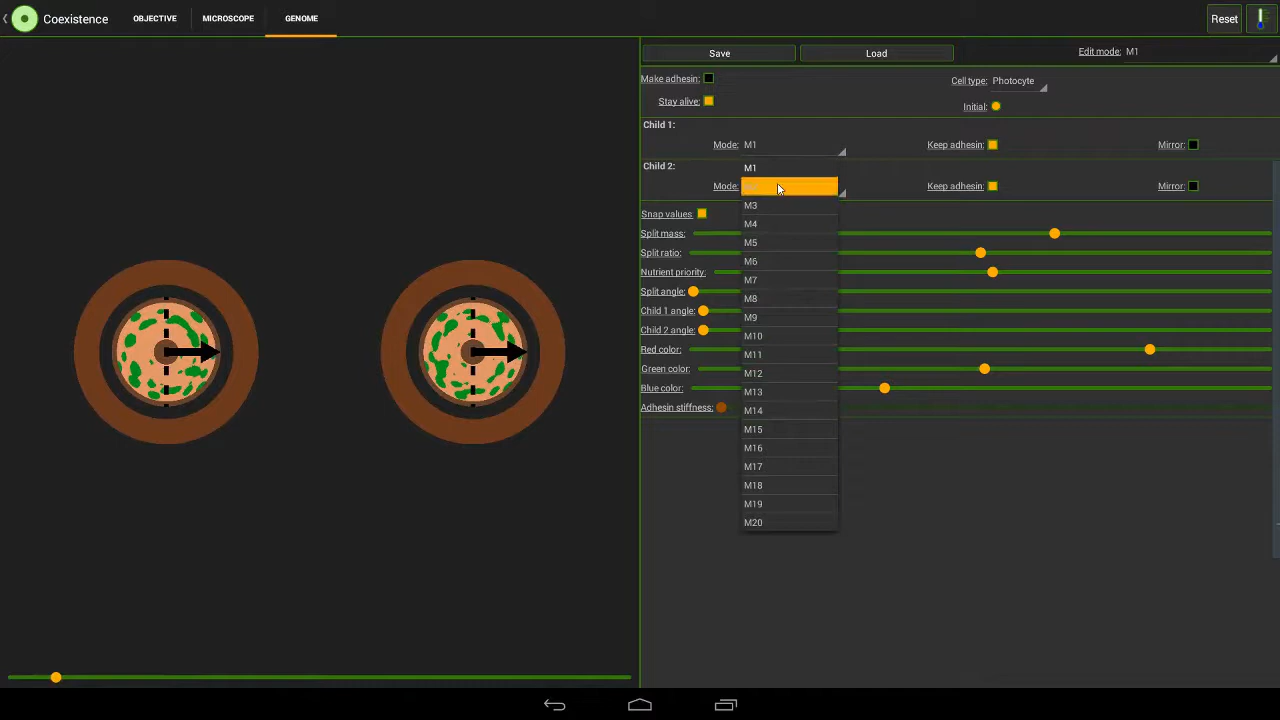 Coexistence OBJECTIVE MICROSCOPE GENOME Reset
Save Load Edit mode: M1
Make adhesin: Cell type: Photocyte
Stay alive: Initial:
Child 1:
Mode: M1 Keep adhesin: Mirror:
Child 2:
Mode: Keep adhesin: Mirror:
Snap values:
Split mass:
Split ratio:
Nutrient priority:
Split angle:
Child 1 angle:
Child 2 angle:
Red color:
Green color:
Blue color:
Adhesin stiffness:
M1
M3
M4
M5
M6
M7
M8
M9
M10
M11
M12
M13
M14
M15
M16
M17
M18
M19
M20